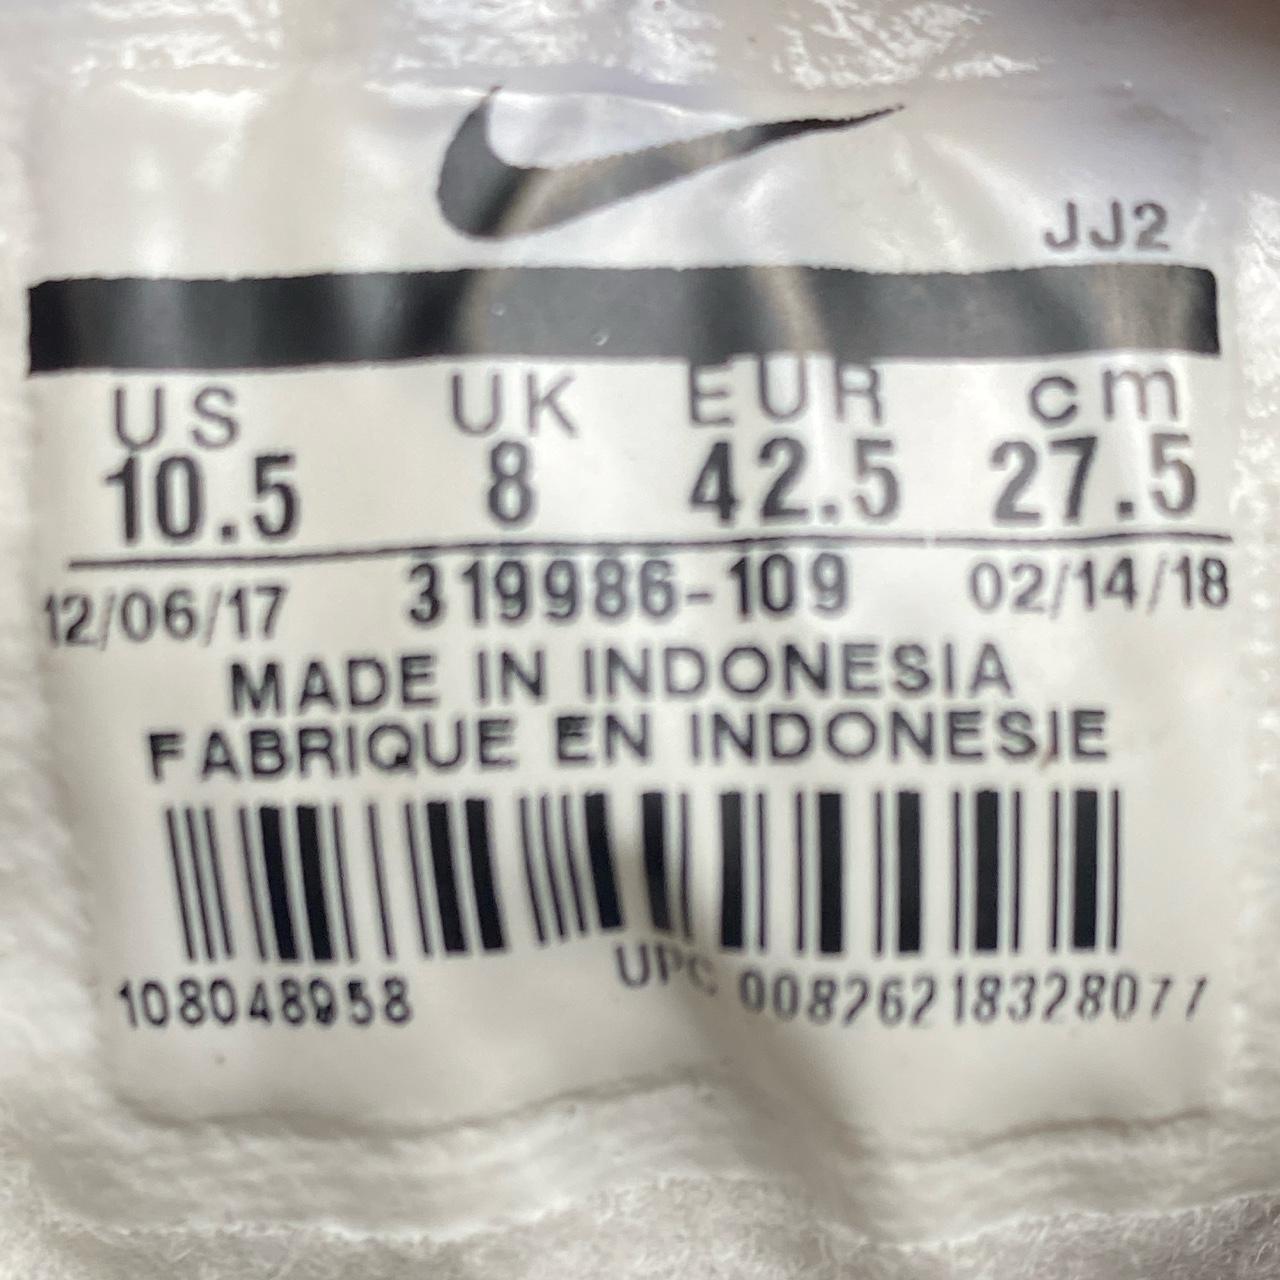 JJ2
US UK EUR cm
10.5 8 42.5 27.5
12/06/17 319986-109 02/14/18
MADE IN INDONESIA
FABRIQUE EN INDONESIE
108048958 UPC 00826218328077